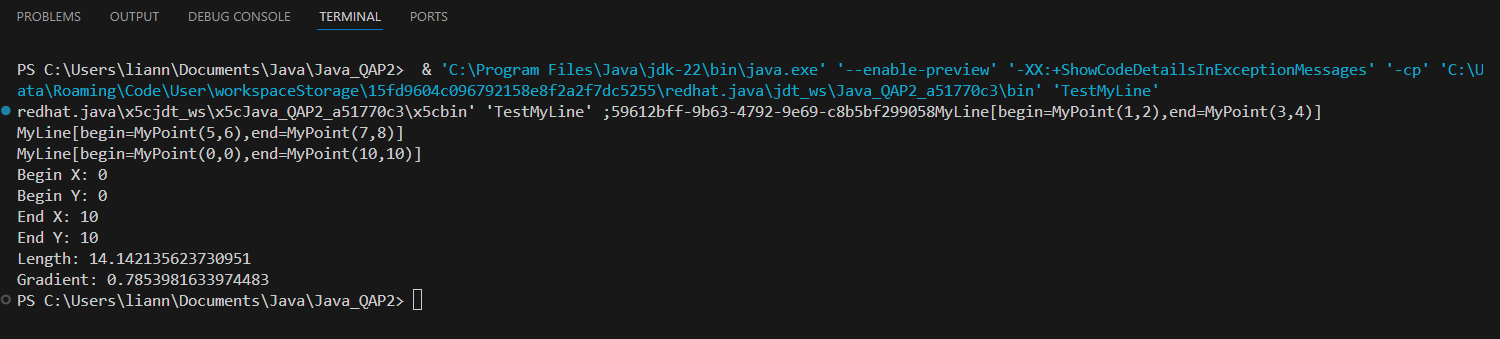 PROBLEMS OUTPUT DEBUG CONSOLE TERMINAL PORTS
PS C:\Users\liann\Documents\Java\Java_QAP2>  & 'C:\Program Files\Java\jdk-22\bin\java.exe' '--enable-preview' '-XX:+ShowCodeDetailsInExceptionMessages' '-cp' 'C:\U
ata\Roaming\Code\User\workspaceStorage\15fd9604c096792158e8f2a2f7dc5255\redhat.java\jdt_ws\Java_QAP2_a51770c3\bin' 'TestMyLine'
redhat.java\x5cjdt_ws\x5cJava_QAP2_a51770c3\x5cbin' 'TestMyLine' ;59612bff-9b63-4792-9e69-c8b5bf299058MyLine[begin=MyPoint(1,2),end=MyPoint(3,4)]
MyLine[begin=MyPoint(5,6),end=MyPoint(7,8)]
MyLine[begin=MyPoint(0,0),end=MyPoint(10,10)]
Begin X: 0
Begin Y: 0
End X: 10
End Y: 10
Length: 14.142135623730951
Gradient: 0.7853981633974483
PS C:\Users\liann\Documents\Java\Java_QAP2>